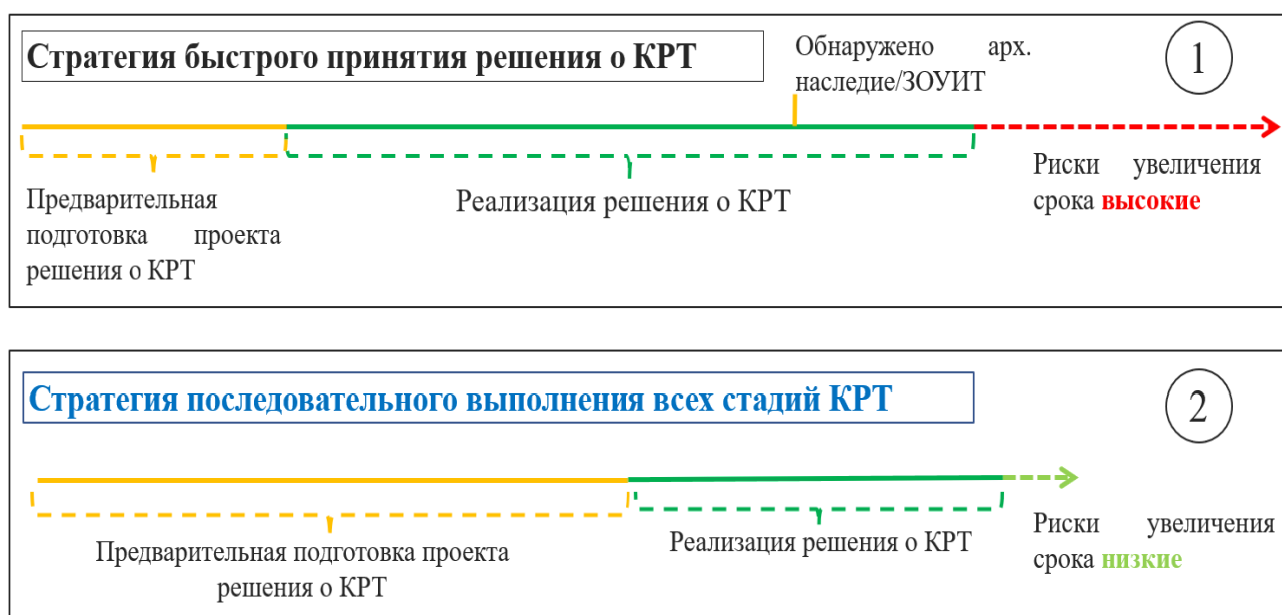 Стратегия быстрого принятия решения о КРТ
Обнаружено арх.
наследие/ЗОУИТ
1
Предварительная
подготовка проекта
решения о КРТ
Реализация решения о КРТ
Риски увеличения
срока высокие
Стратегия последовательного выполнения всех стадий КРТ
2
Предварительная подготовка проекта
решения о КРТ
Реализация решения о КРТ
Риски увеличения
срока низкие